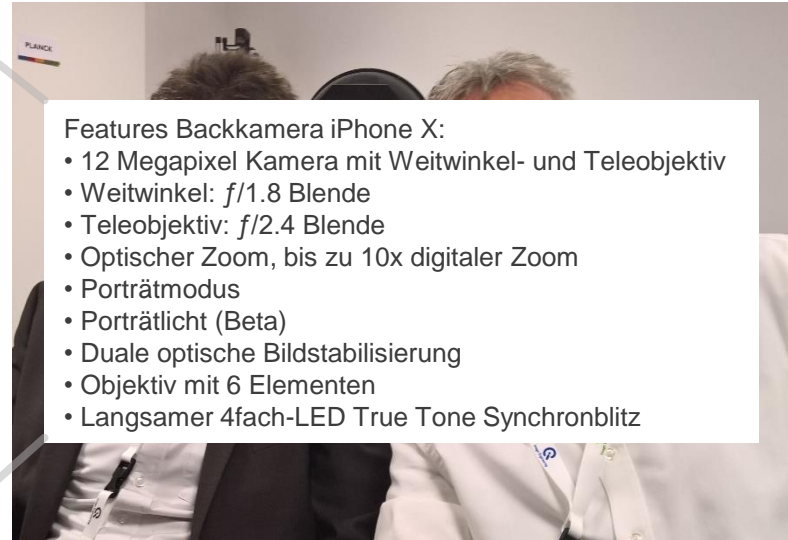 PLANCK
Features Backkamera iPhone X:
• 12 Megapixel Kamera mit Weitwinkel- und Teleobjektiv
• Weitwinkel: ƒ/1.8 Blende
• Teleobjektiv: ƒ/2.4 Blende
• Optischer Zoom, bis zu 10x digitaler Zoom
• Porträtmodus
• Porträtlicht (Beta)
• Duale optische Bildstabilisierung
• Objektiv mit 6 Elementen
• Langsamer 4fach-LED True Tone Synchronblitz